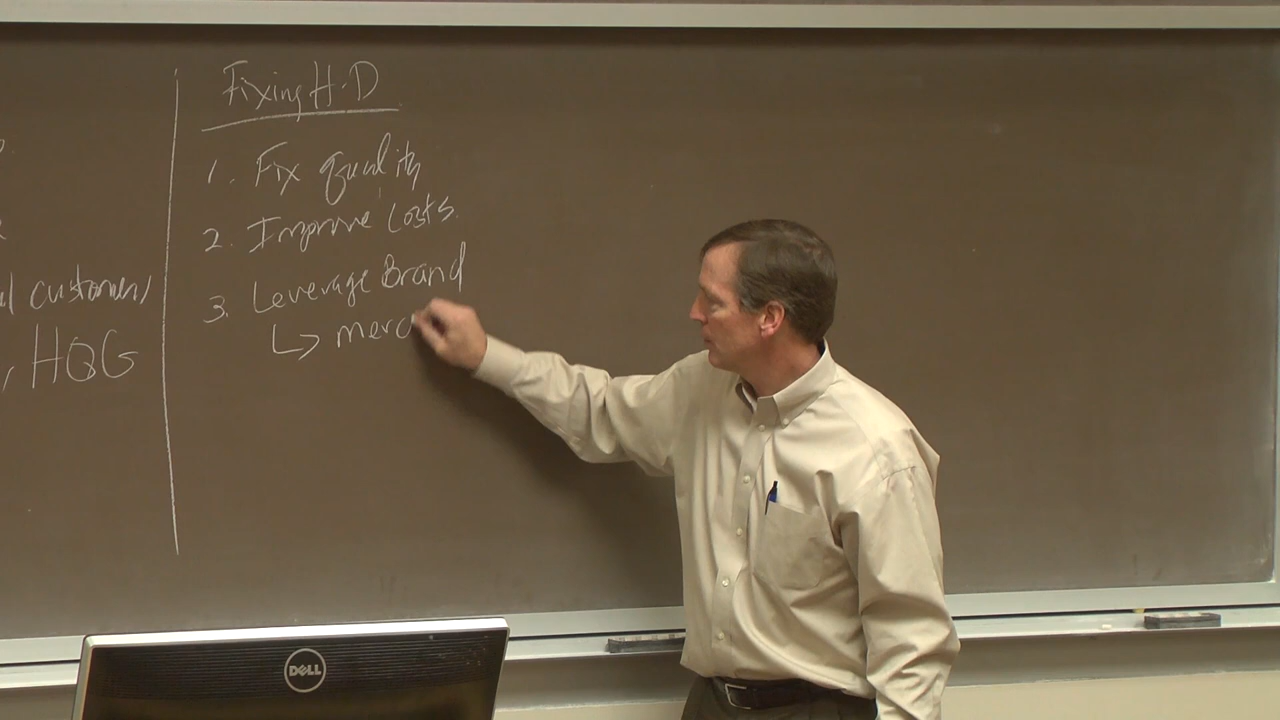 Fixing H-D
1. Fix quality
2. Improve Costs.
3. Leverage Brand
↳ merc
customers/
, HQG
DELL